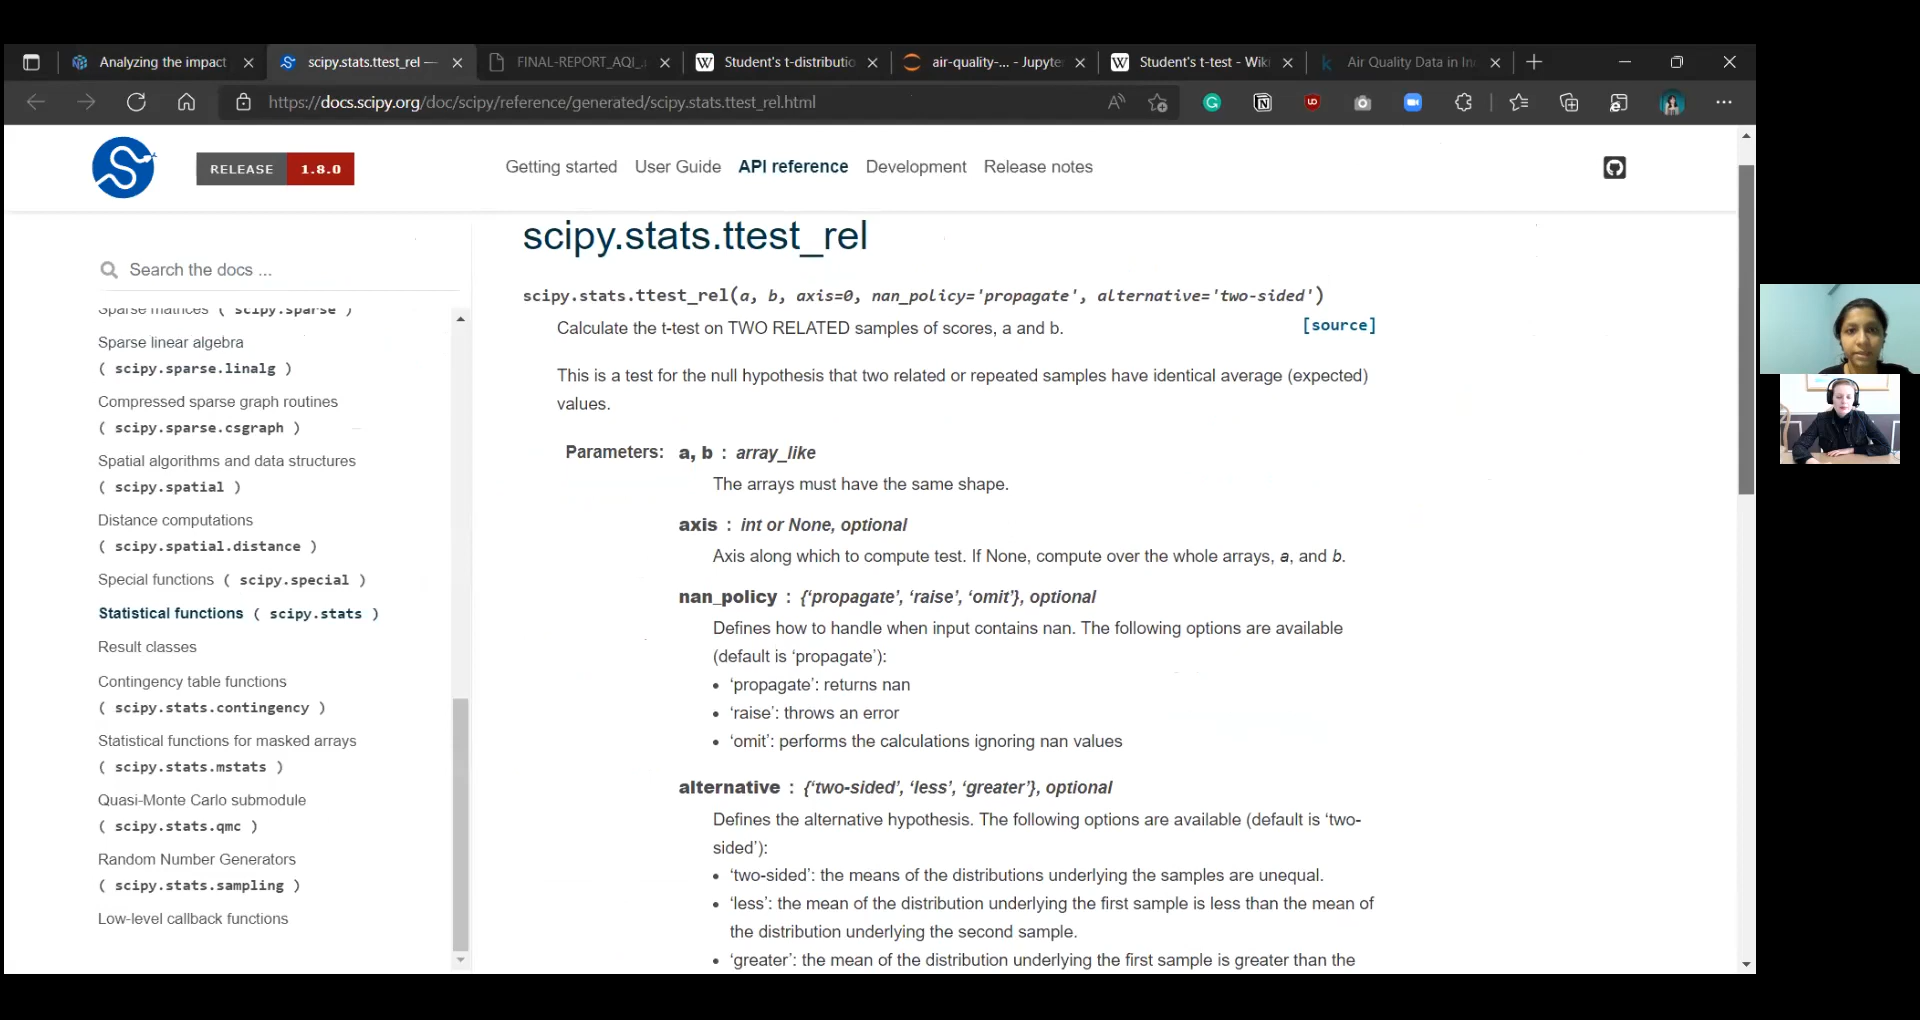 Analyzing the impact
scipy.stats.ttest_rel —
FINAL-REPORT_AQI_
W Student's t-distributio
air-quality-... - Jupyte
W Student's t-test - Wiki
k Air Quality Data in In
https://docs.scipy.org/doc/scipy/reference/generated/scipy.stats.ttest_rel.html
RELEASE 1.8.0
Getting started User Guide API reference Development Release notes
Search the docs ...
Sparse matrices ( scipy.sparse )
Sparse linear algebra
( scipy.sparse.linalg )
Compressed sparse graph routines
( scipy.sparse.csgraph )
Spatial algorithms and data structures
( scipy.spatial )
Distance computations
( scipy.spatial.distance )
Special functions ( scipy.special )
Statistical functions ( scipy.stats )
Result classes
Contingency table functions
( scipy.stats.contingency )
Statistical functions for masked arrays
( scipy.stats.mstats )
Quasi-Monte Carlo submodule
( scipy.stats.qmc )
Random Number Generators
( scipy.stats.sampling )
Low-level callback functions
scipy.stats.ttest_rel
scipy.stats.ttest_rel(a, b, axis=0, nan_policy='propagate', alternative='two-sided')
[source]
Calculate the t-test on TWO RELATED samples of scores, a and b.
This is a test for the null hypothesis that two related or repeated samples have identical average (expected)
values.
Parameters: a, b : array_like
The arrays must have the same shape.
axis : int or None, optional
Axis along which to compute test. If None, compute over the whole arrays, a, and b.
nan_policy : {‘propagate’, ‘raise’, ‘omit’}, optional
Defines how to handle when input contains nan. The following options are available
(default is ‘propagate’):
• ‘propagate’: returns nan
• ‘raise’: throws an error
• ‘omit’: performs the calculations ignoring nan values
alternative : {‘two-sided’, ‘less’, ‘greater’}, optional
Defines the alternative hypothesis. The following options are available (default is ‘two-
sided’):
• ‘two-sided’: the means of the distributions underlying the samples are unequal.
• ‘less’: the mean of the distribution underlying the first sample is less than the mean of
the distribution underlying the second sample.
• ‘greater’: the mean of the distribution underlying the first sample is greater than the